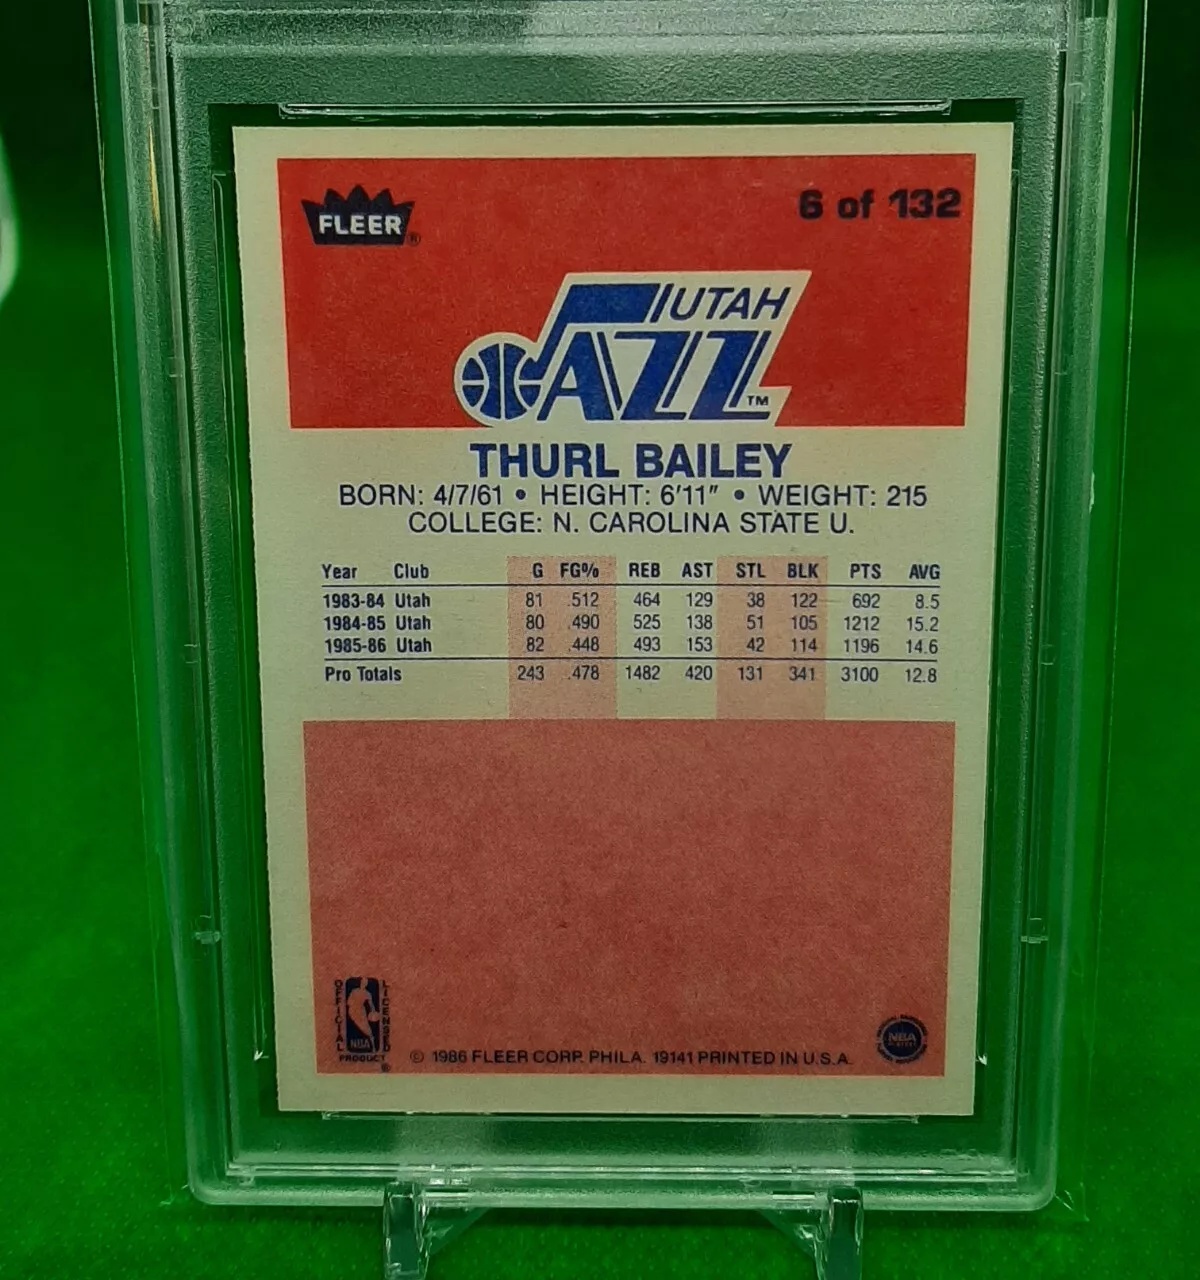 FLEER®
6 of 132
UTAH
JAZZ™
THURL BAILEY
BORN: 4/7/61 • HEIGHT: 6'11" • WEIGHT: 215
COLLEGE: N. CAROLINA STATE U.
Year Club G FG% REB AST STL BLK PTS AVG
1983-84 Utah 81 .512 464 129 38 122 692 8.5
1984-85 Utah 80 .490 525 138 51 105 1212 15.2
1985-86 Utah 82 .448 493 153 42 114 1196 14.6
Pro Totals 243 .478 1482 420 131 341 3100 12.8
OFFICIAL
LICENSED
NBA
PRODUCT
®
© 1986 FLEER CORP. PHILA. 19141 PRINTED IN U.S.A.
NBA